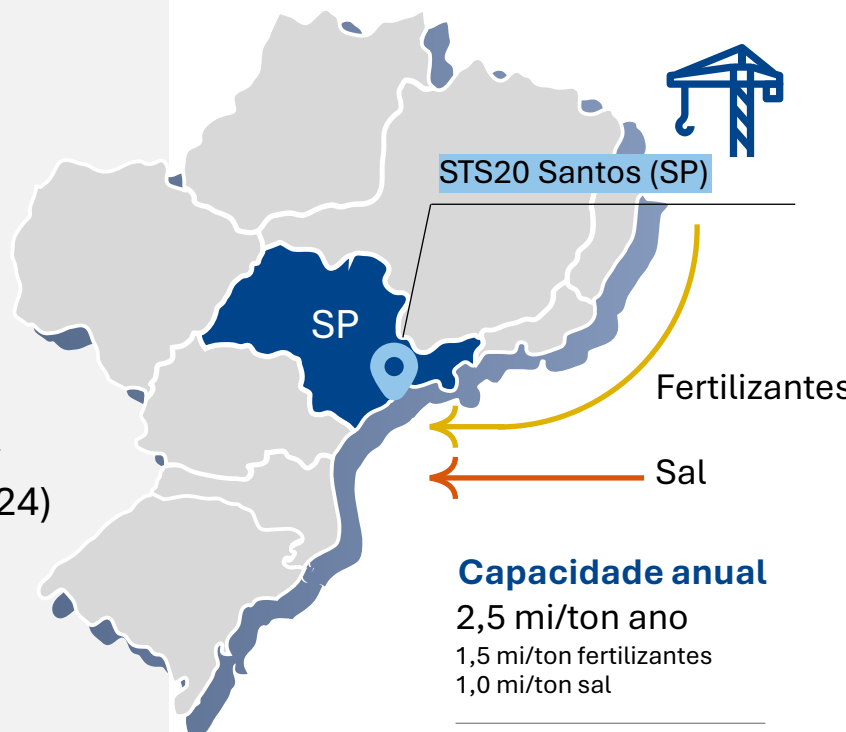 STS20 Santos (SP)
SP
Fertilizantes
Sal
24)
Capacidade anual
2,5 mi/ton ano
1,5 mi/ton fertilizantes
1,0 mi/ton sal